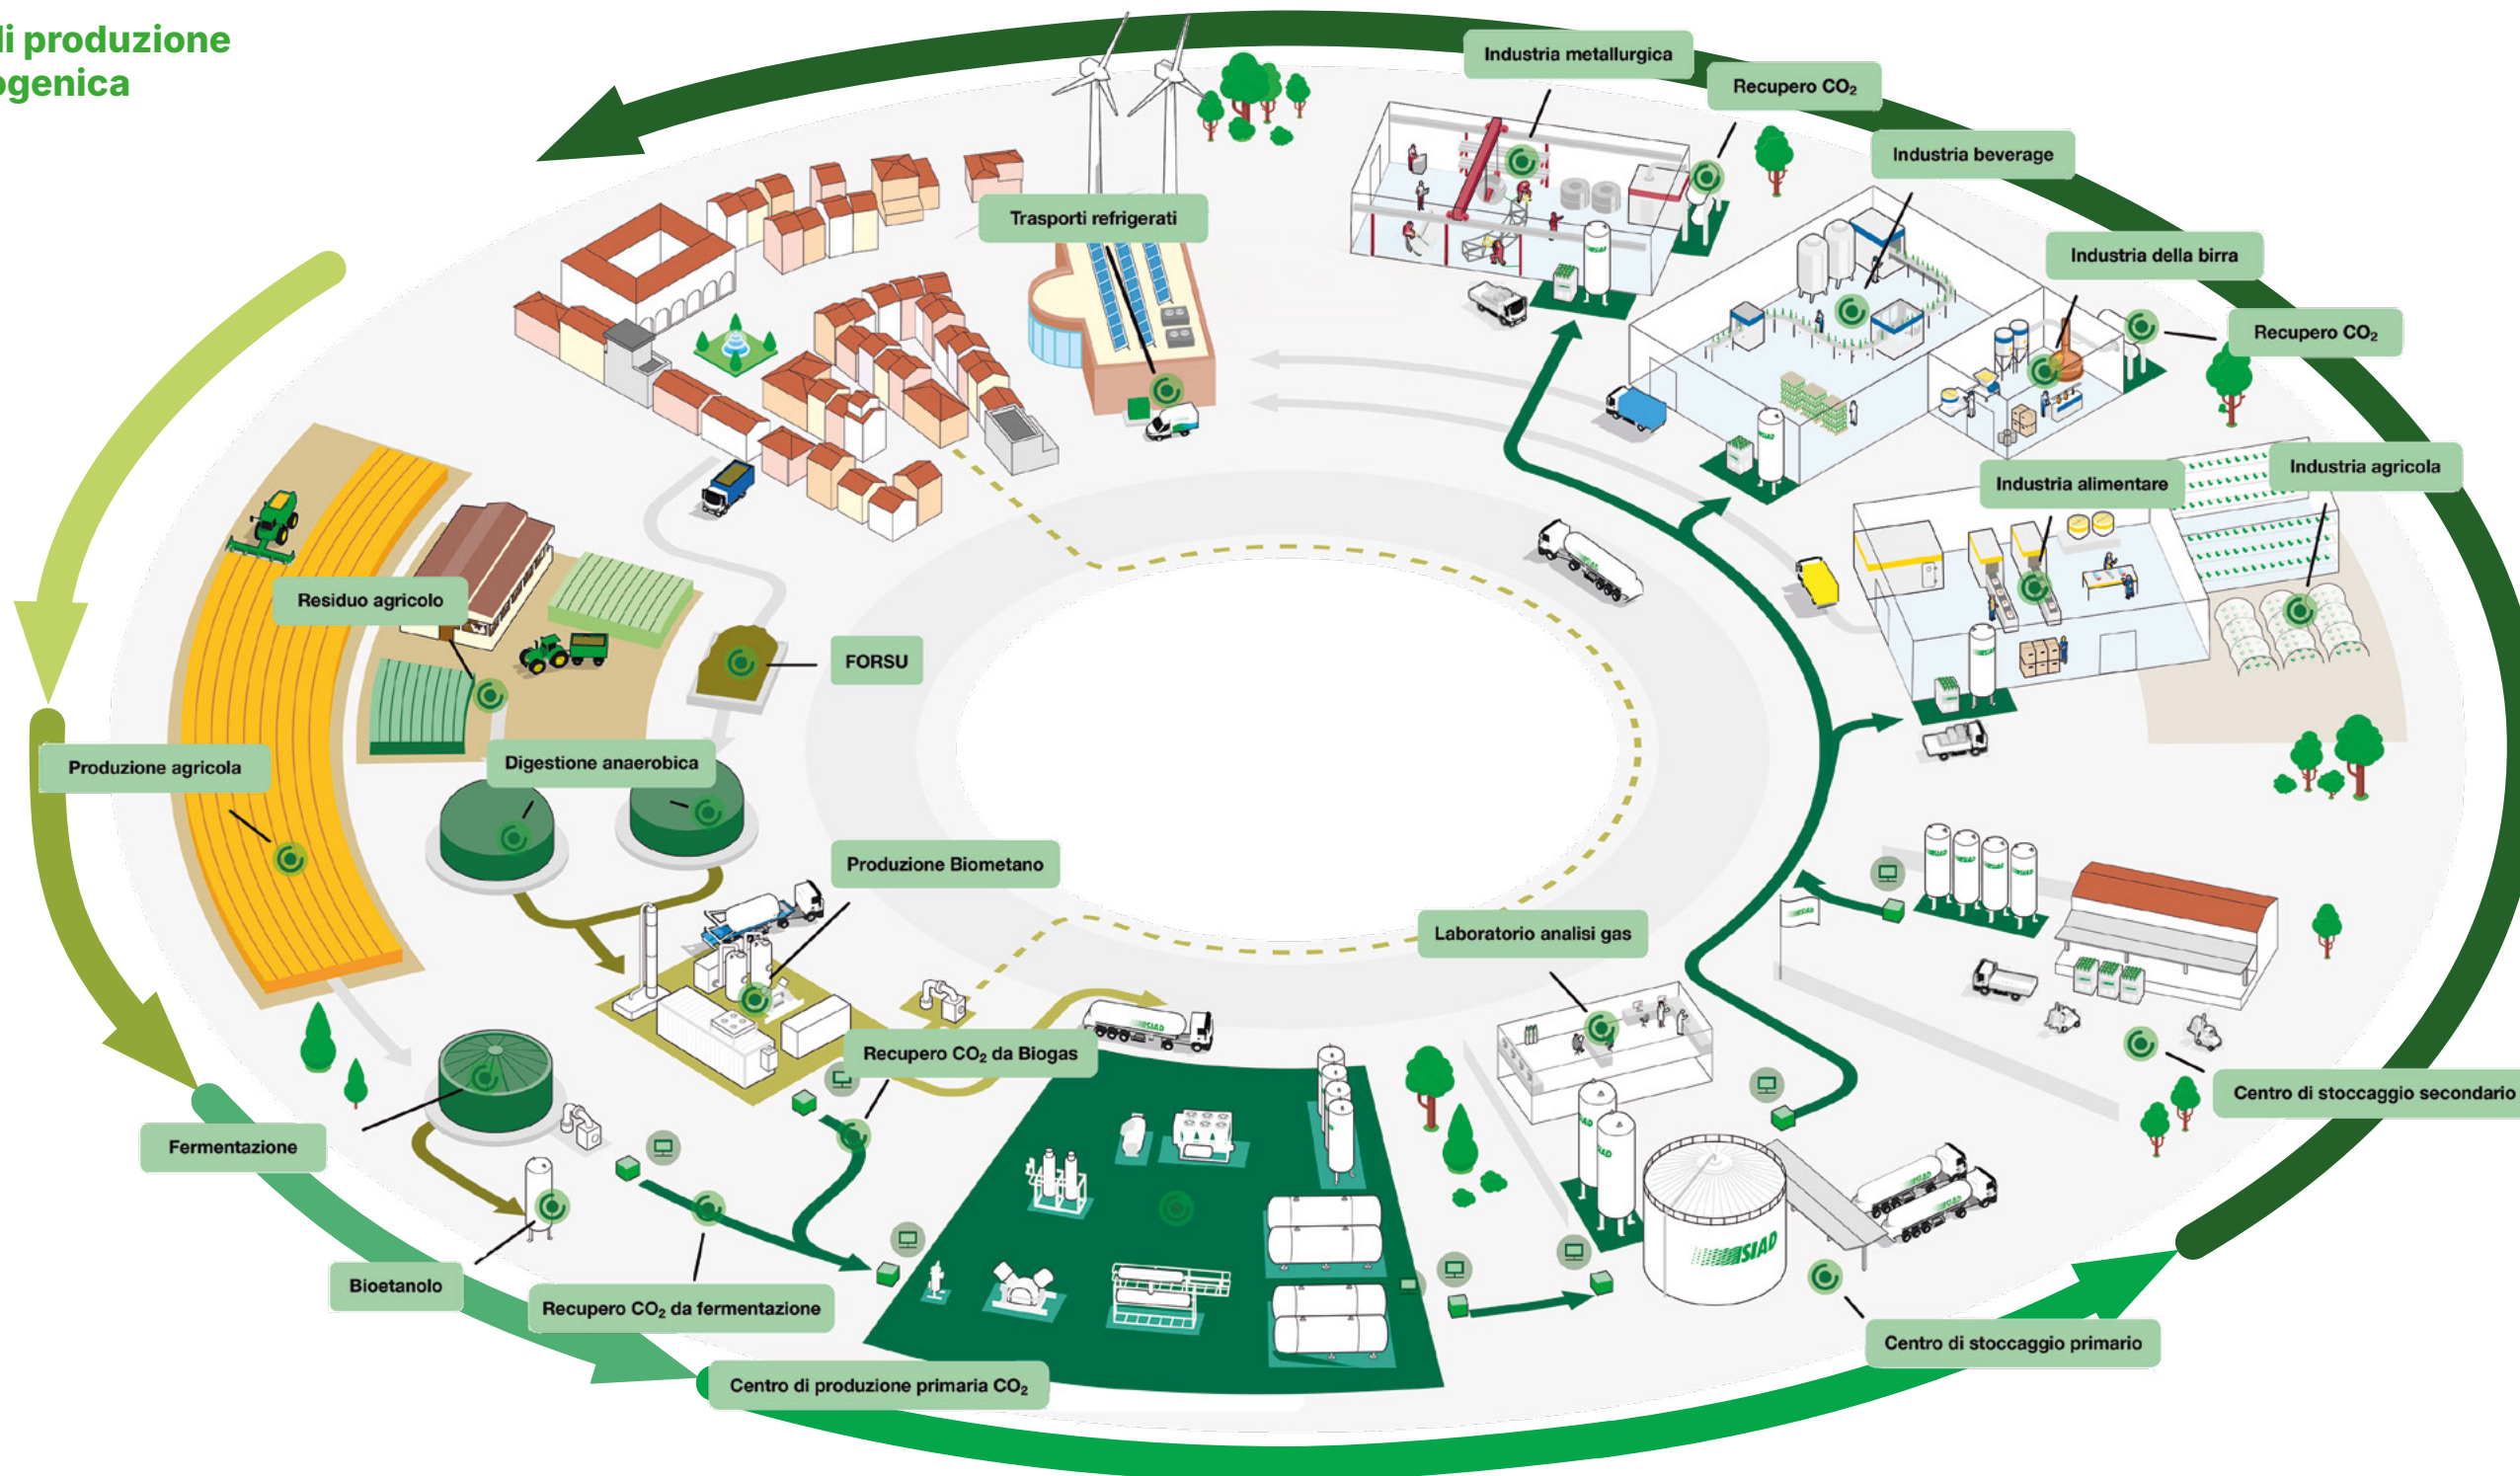 di produzione
ogenica
Industria metallurgica
Recupero CO₂
Industria beverage
Trasporti refrigerati
Industria della birra
Recupero CO₂
Industria agricola
Industria alimentare
Residuo agricolo
FORSU
Produzione agricola
Digestione anaerobica
Produzione Biometano
Laboratorio analisi gas
Recupero CO₂ da Biogas
Centro di stoccaggio secondario
Fermentazione
Bioetanolo
Recupero CO₂ da fermentazione
SIAD
Centro di stoccaggio primario
Centro di produzione primaria CO₂